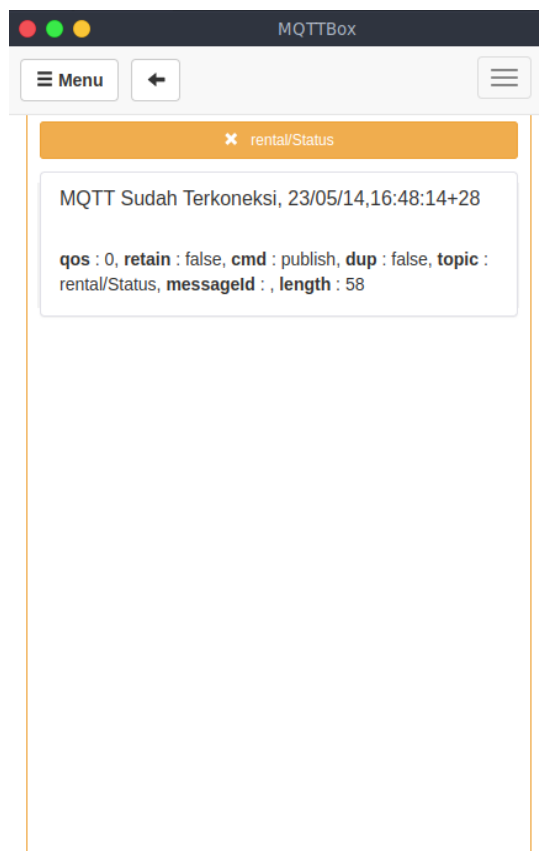 MQTTBox
Menu
rental/Status
MQTT Sudah Terkoneksi, 23/05/14,16:48:14+28
qos : 0, retain : false, cmd : publish, dup : false, topic :
rental/Status, messageId : , length : 58